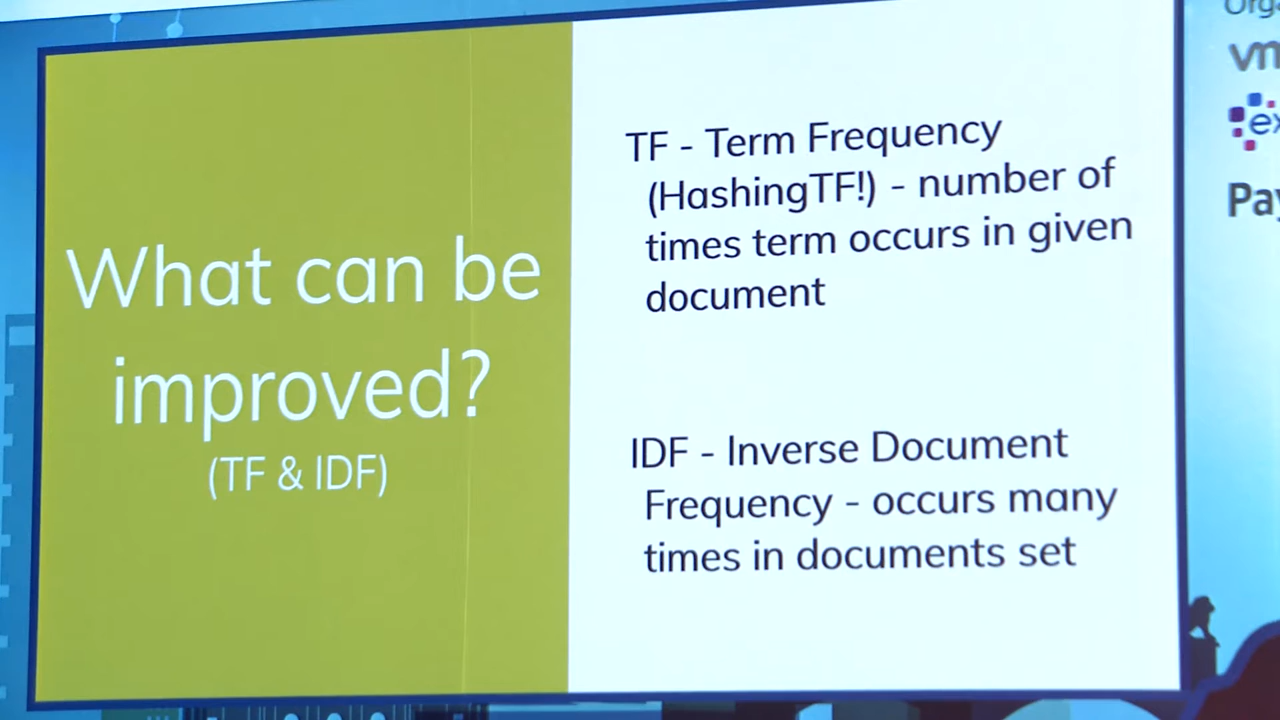 What can be
improved?
(TF & IDF)
TF - Term Frequency
(HashingTF!) - number of
times term occurs in given
document
IDF - Inverse Document
Frequency - occurs many
times in documents set